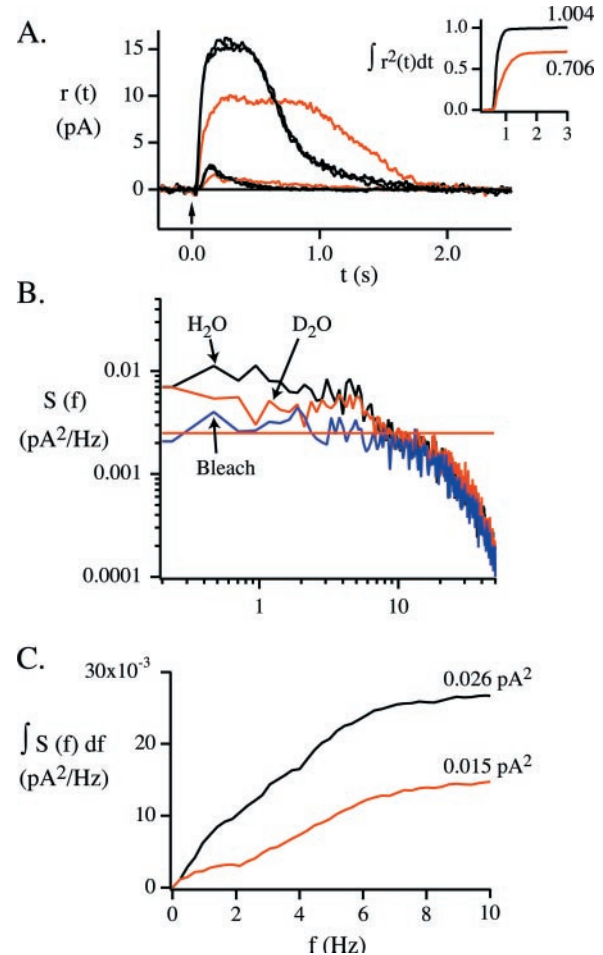 A.
r (t)
(pA)
15
10
5
0
0.0
1.0
2.0
t (s)
∫ r²(t)dt
1.0
0.5
0.0
1
2
3
1.004
0.706
B.
H₂O
D₂O
S (f)
(pA²/Hz)
Bleach
0.01
0.001
0.0001
1
10
C.
30x10⁻³
20
10
0
∫ S (f) df
(pA²/Hz)
0.026 pA²
0.015 pA²
0
2
4
6
8
10
f (Hz)